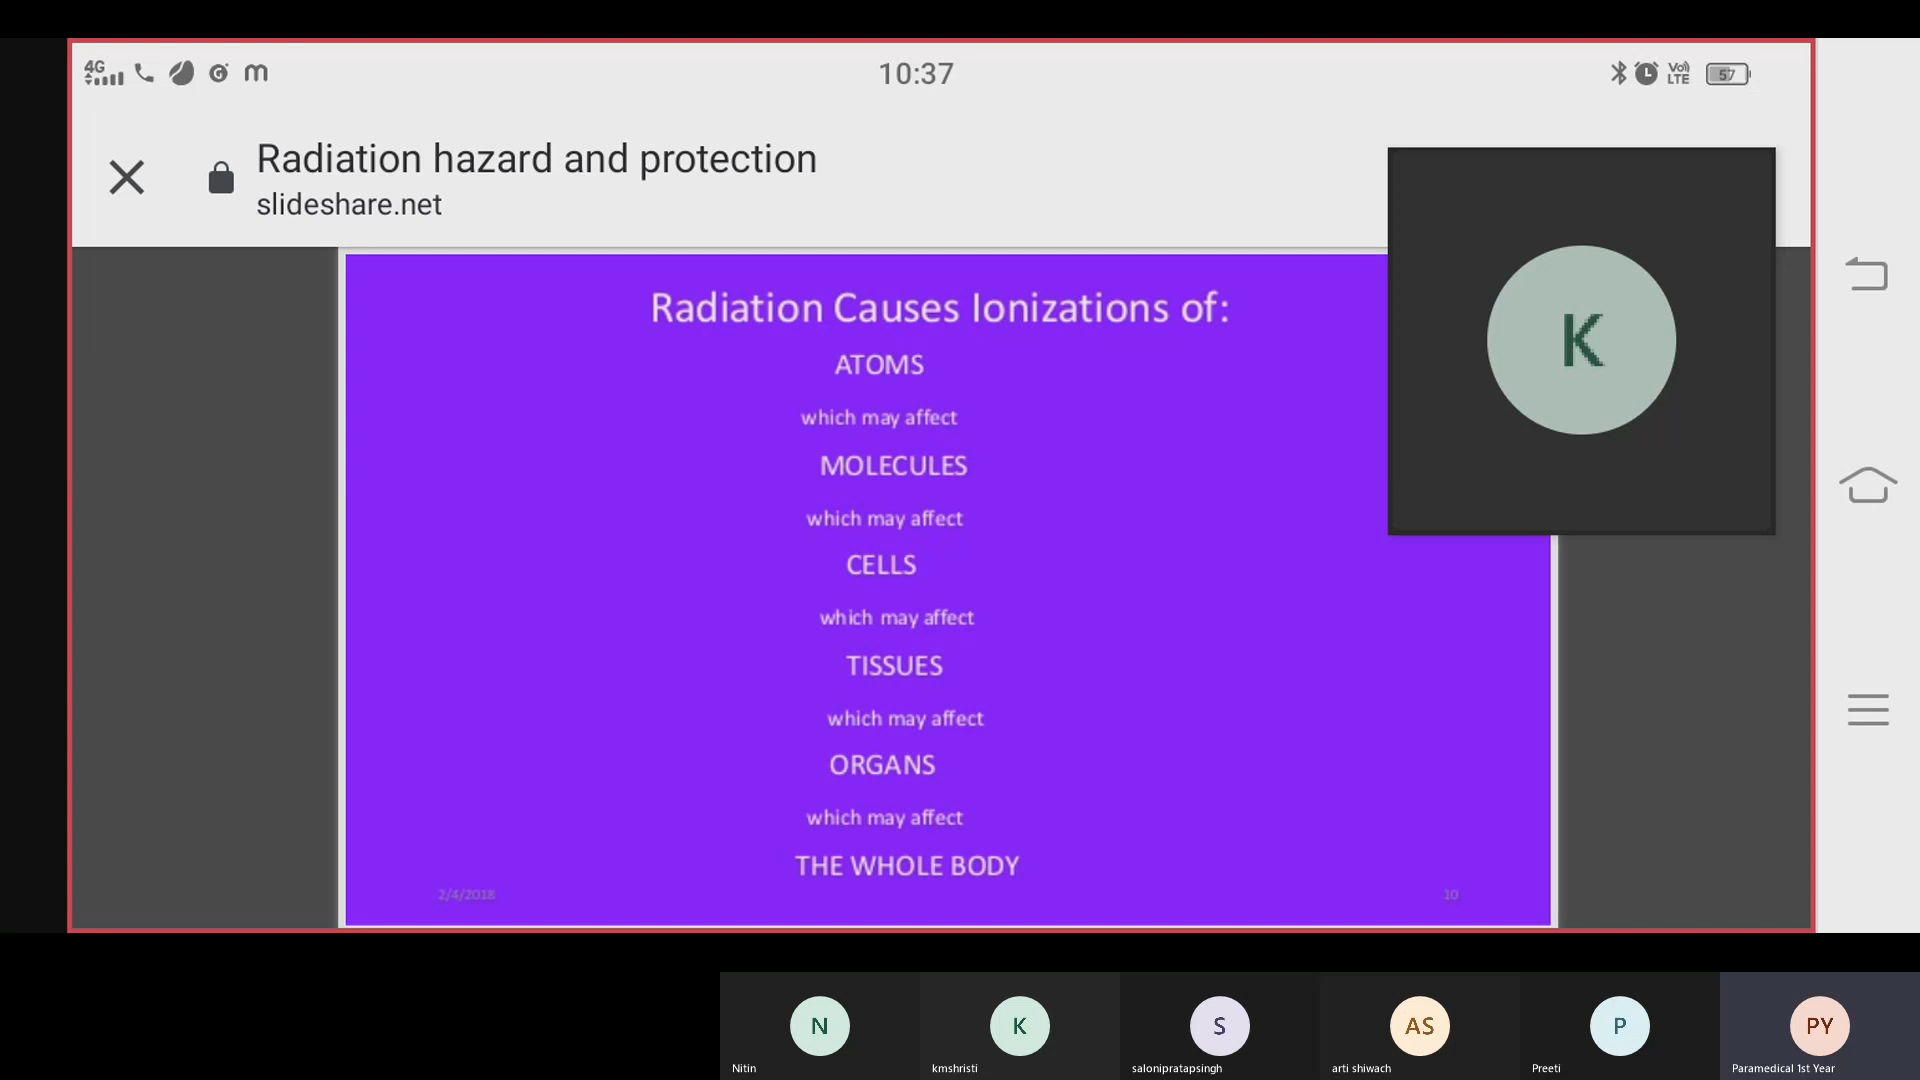 4G
10:37
Vo))
LTE
57
Radiation hazard and protection
slideshare.net
K
Radiation Causes Ionizations of:
ATOMS
which may affect
MOLECULES
which may affect
CELLS
which may affect
TISSUES
which may affect
ORGANS
which may affect
THE WHOLE BODY
2/4/2018
10
N
K
S
AS
P
PY
Nitin
kmshristi
salonipratapsingh
arti shiwach
Preeti
Paramedical 1st Year